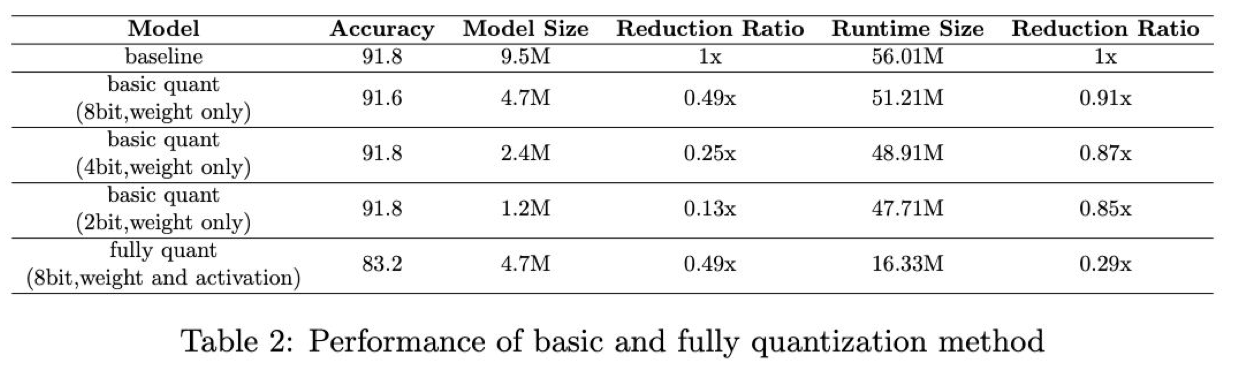 Model Accuracy Model Size Reduction Ratio Runtime Size Reduction Ratio
baseline 91.8 9.5M 1x 56.01M 1x
basic quant
(8bit,weight only) 91.6 4.7M 0.49x 51.21M 0.91x
basic quant
(4bit,weight only) 91.8 2.4M 0.25x 48.91M 0.87x
basic quant
(2bit,weight only) 91.8 1.2M 0.13x 47.71M 0.85x
fully quant
(8bit,weight and activation) 83.2 4.7M 0.49x 16.33M 0.29x
Table 2: Performance of basic and fully quantization method